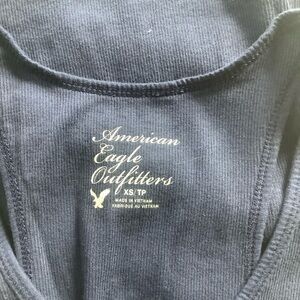 American
Eagle
Outfitters
XS/TP
MADE IN VIETNAM
FABRIQUÉ AU VIETNAM